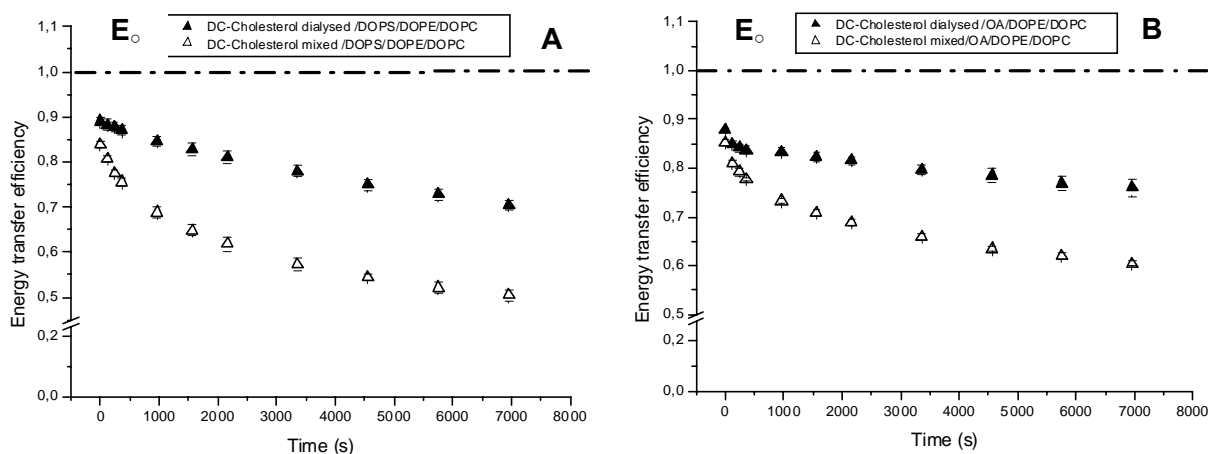 E○
▲ DC-Cholesterol dialysed /DOPS/DOPE/DOPC
△ DC-Cholesterol mixed /DOPS/DOPE/DOPC
A
1,0
0,9
0,8
0,7
0,6
0,5
0,2
0,0
Energy transfer efficiency
0 1000 2000 3000 4000 5000 6000 7000 8000
Time (s)
E○
▲ DC-Cholesterol dialysed /OA/DOPE/DOPC
△ DC-Cholesterol mixed/OA/DOPE/DOPC
B
1,0
0,9
0,8
0,7
0,6
0,5
0,2
0,0
Energy transfer efficiency
0 1000 2000 3000 4000 5000 6000 7000 8000
Time (s)